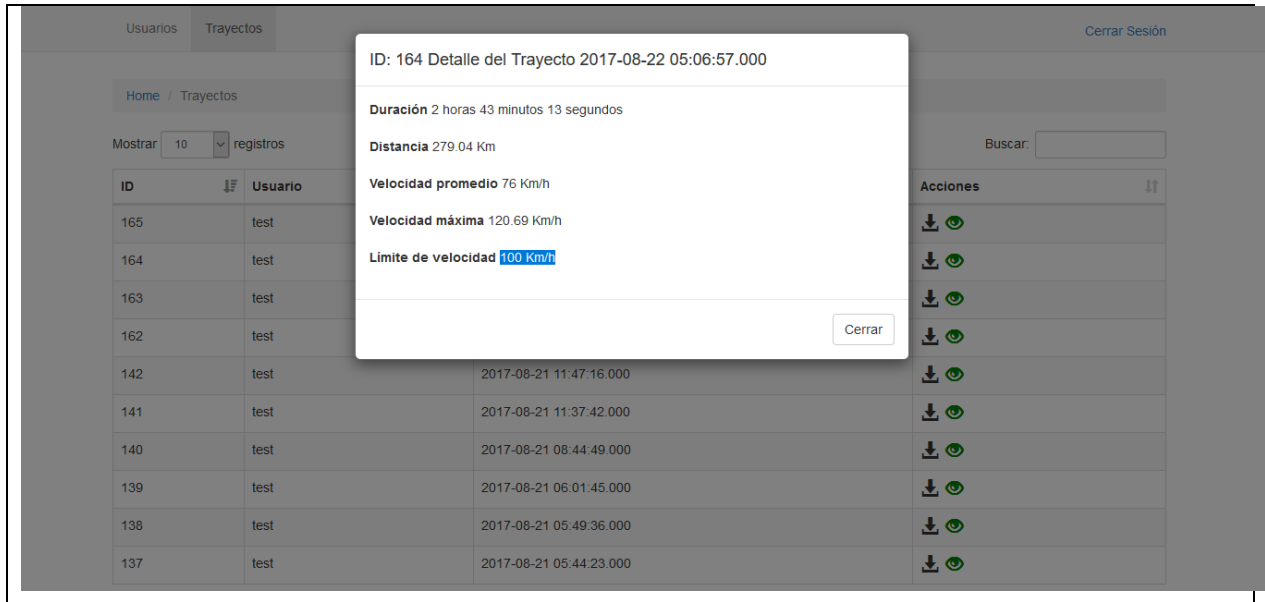 Usuarios Trayectos Cerrar Sesión
ID: 164 Detalle del Trayecto 2017-08-22 05:06:57.000
Home / Trayectos
Duración 2 horas 43 minutos 13 segundos
Mostrar 10 registros Buscar:
Distancia 279.04 Km
ID Usuario Acciones
Velocidad promedio 76 Km/h
165 test
Velocidad máxima 120.69 Km/h
164 test
Límite de velocidad 100 Km/h
163 test
162 test
Cerrar
142 test 2017-08-21 11:47:16.000
141 test 2017-08-21 11:37:42.000
140 test 2017-08-21 08:44:49.000
139 test 2017-08-21 06:01:45.000
138 test 2017-08-21 05:49:36.000
137 test 2017-08-21 05:44:23.000